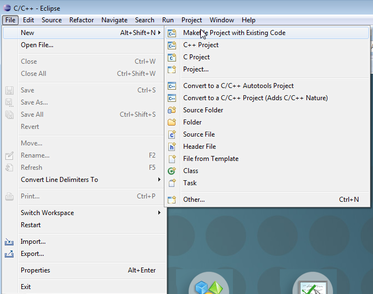 C/C++ - Eclipse
File Edit Source Refactor Navigate Search Run Project Window Help
New Alt+Shift+N
Open File...
Close Ctrl+W
Close All Ctrl+Shift+W
Save Ctrl+S
Save As...
Save All Ctrl+Shift+S
Revert
Move...
Rename... F2
Refresh F5
Convert Line Delimiters To
Print... Ctrl+P
Switch Workspace
Restart
Import...
Export...
Properties Alt+Enter
Exit
Makefile Project with Existing Code
C++ Project
C Project
Project...
Convert to a C/C++ Autotools Project
Convert to a C/C++ Project (Adds C/C++ Nature)
Source Folder
Folder
Source File
Header File
File from Template
Class
Task
Other... Ctrl+N